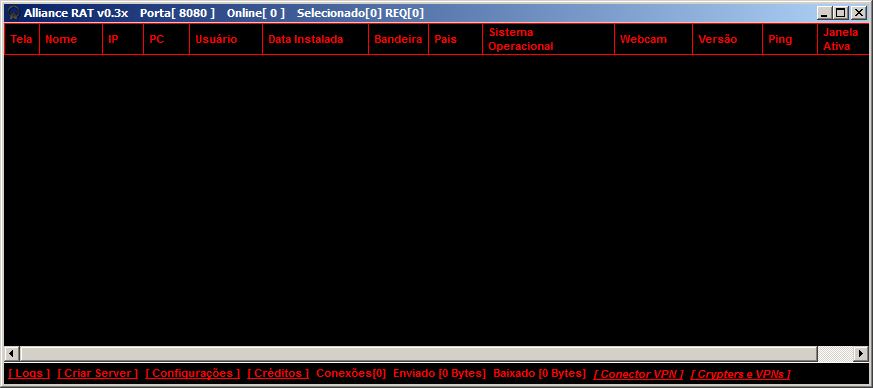 Alliance RAT v0.3x Porta[ 8080 ] Online[ 0 ] Selecionado[0] REQ[0]
Tela Nome IP PC Usuário Data Instalada Bandeira Pais Sistema Operacional Webcam Versão Ping Janela Ativa
[ Logs ] [ Criar Server ] [ Configurações ] [ Créditos ] Conexões[0] Enviado [0 Bytes] Baixado [0 Bytes] [ Conector VPN ] [ Crypters e VPNs ]